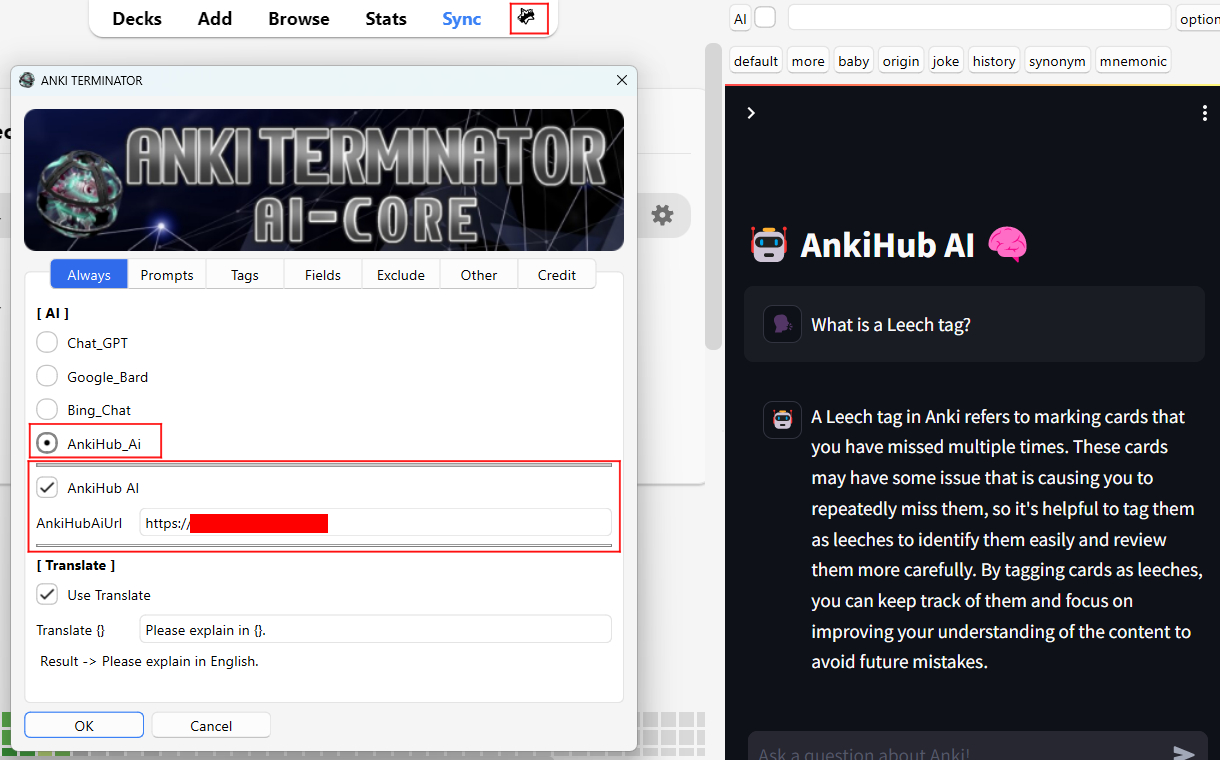 Decks Add Browse Stats Sync
ANKI TERMINATOR
ANKI TERMINATOR
AI-CORE
Always Prompts Tags Fields Exclude Other Credit
[ AI ]
Chat_GPT
Google_Bard
Bing_Chat
AnkiHub_Ai
AnkiHub AI
AnkiHubAiUrl https://
[ Translate ]
Use Translate
Translate {} Please explain in {}.
Result -> Please explain in English.
OK Cancel
AI option
default more baby origin joke history synonym mnemonic
AnkiHub AI
What is a Leech tag?
A Leech tag in Anki refers to marking cards that
you have missed multiple times. These cards
may have some issue that is causing you to
repeatedly miss them, so it's helpful to tag them
as leeches to identify them easily and review
them more carefully. By tagging cards as leeches,
you can keep track of them and focus on
improving your understanding of the content to
avoid future mistakes.
Ask a question about Anki!